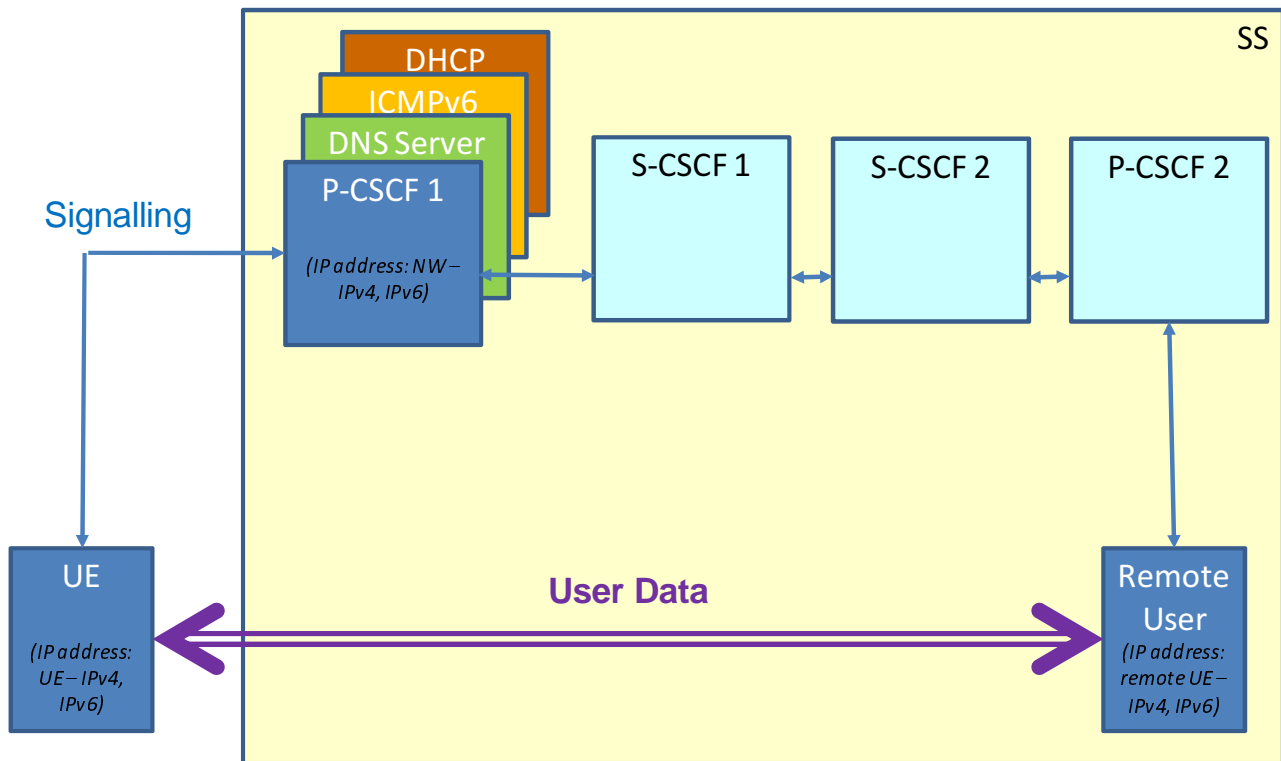 SS
DHCP
ICMPv6
DNS Server
P-CSCF 1
(IP address: NW –
IPv4, IPv6)
S-CSCF 1
S-CSCF 2
P-CSCF 2
Signalling
UE
(IP address:
UE – IPv4,
IPv6)
User Data
Remote
User
(IP address:
remote UE –
IPv4, IPv6)